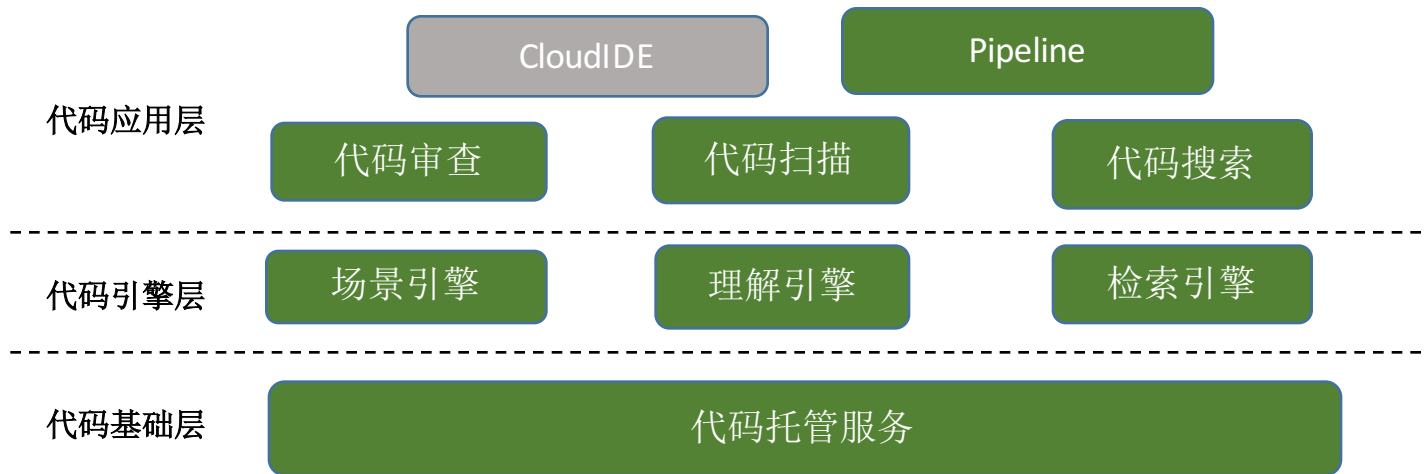 CloudIDE
Pipeline
代码应用层
代码审查
代码扫描
代码搜索
代码引擎层
场景引擎
理解引擎
检索引擎
代码基础层
代码托管服务